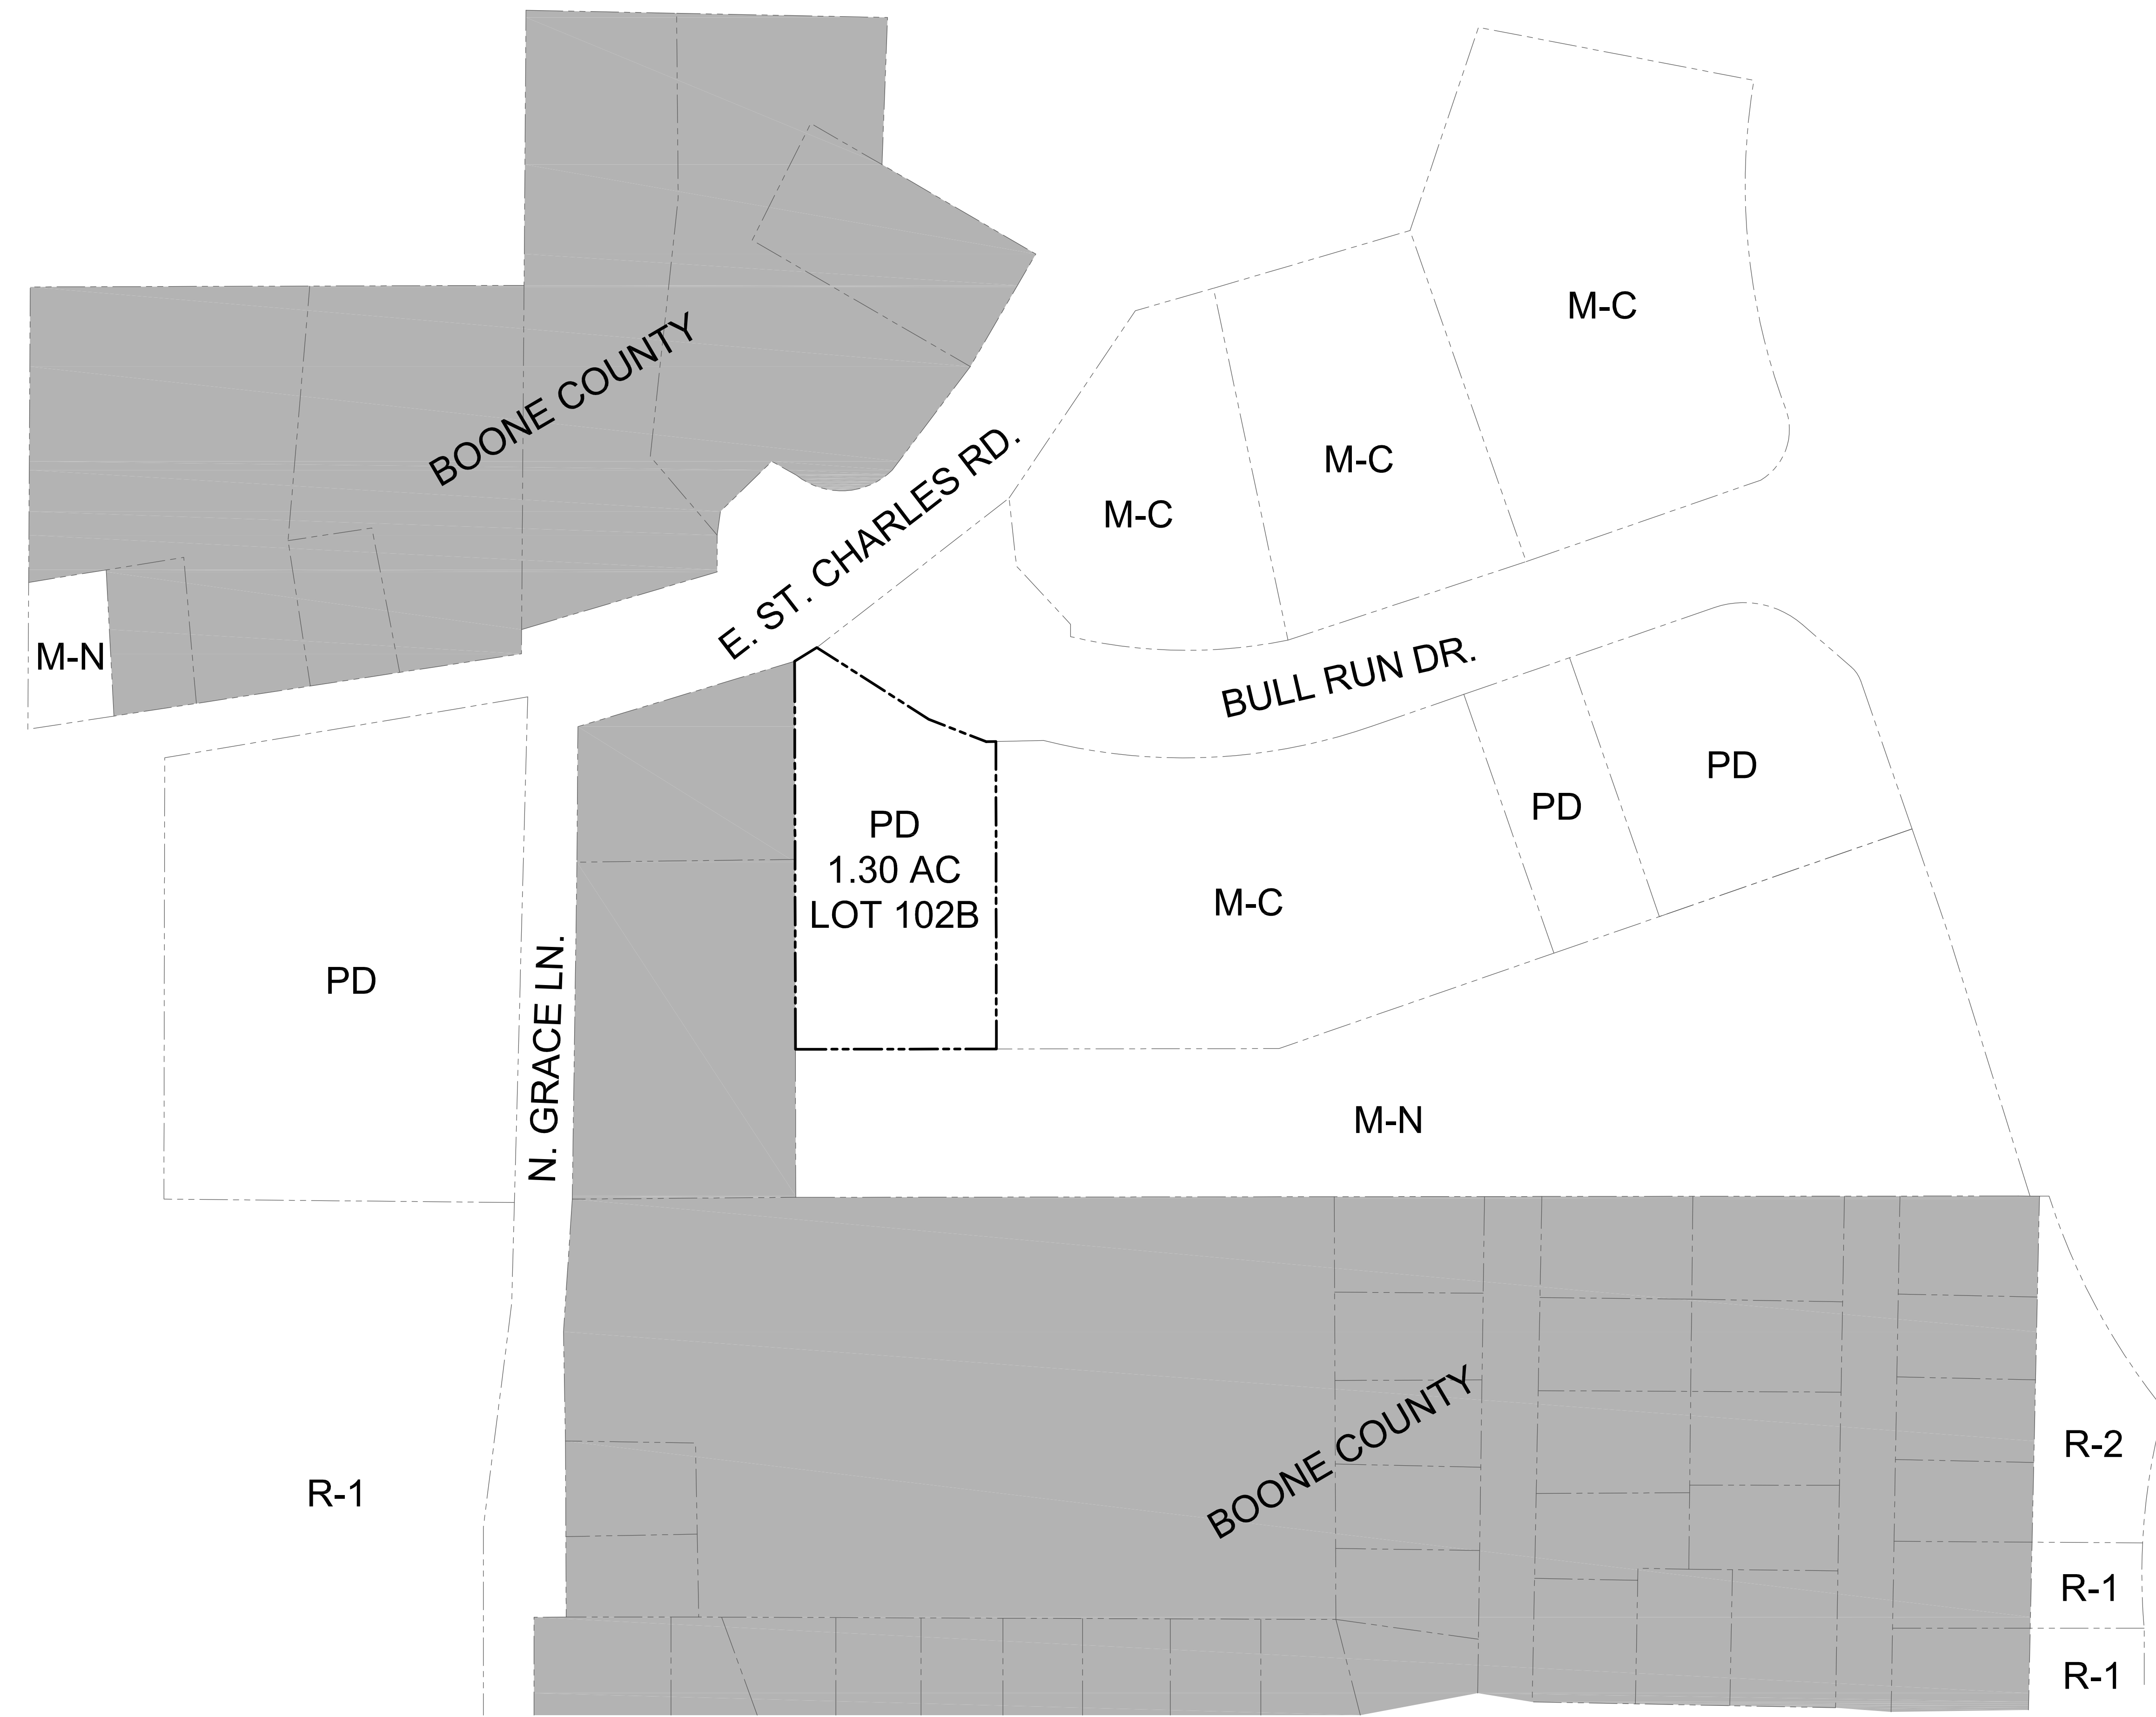 M-C
BOONE COUNTY
M-C
M-C
E. ST. CHARLES RD.
M-N
BULL RUN DR.
PD
PD
PD
1.30 AC
LOT 102B
M-C
PD
N. GRACE LN.
M-N
BOONE COUNTY
R-2
R-1
R-1
R-1